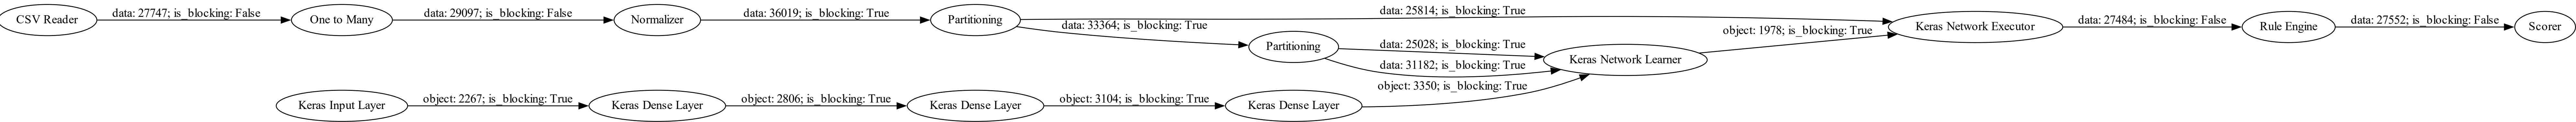 CSV Reader
data: 27747; is_blocking: False
One to Many
data: 29097; is_blocking: False
Normalizer
data: 36019; is_blocking: True
Partitioning
data: 25814; is_blocking: True
data: 33364; is_blocking: True
Partitioning
data: 25028; is_blocking: True
data: 31182; is_blocking: True
Keras Input Layer
object: 2267; is_blocking: True
Keras Dense Layer
object: 2806; is_blocking: True
Keras Dense Layer
object: 3104; is_blocking: True
Keras Dense Layer
object: 3350; is_blocking: True
Keras Network Learner
object: 1978; is_blocking: True
Keras Network Executor
data: 27484; is_blocking: False
Rule Engine
data: 27552; is_blocking: False
Scorer